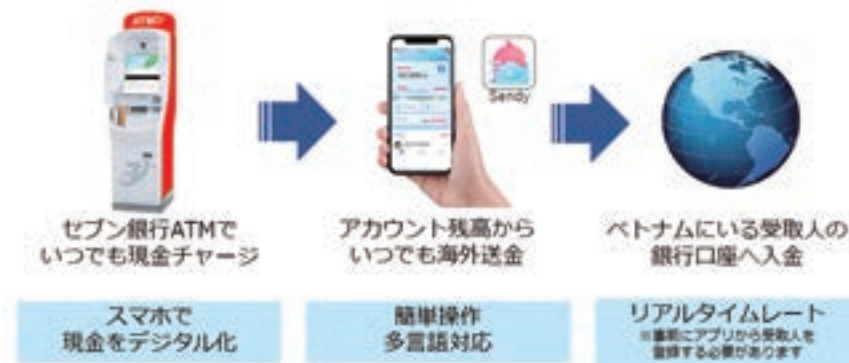 ATM
Sendy
セブン銀行ATMで
いつでも現金チャージ
アカウント残高から
いつでも海外送金
ベトナムにいる受取人の
銀行口座へ入金
スマホで
現金をデジタル化
簡単操作
多言語対応
リアルタイムレート
※事前にアプリから受取人を
登録する必要があります